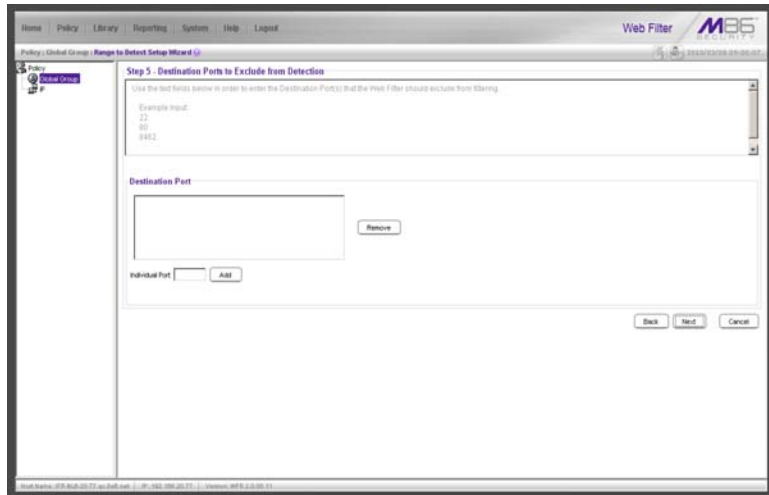 Home Policy Library Reporting System Help Logout
Web Filter M86 SECURITY
Policy : Global Group : Range to Detect Setup Wizard
Policy
Global Group
IP
Step 5 - Destination Ports to Exclude from Detection
Use the text fields below in order to enter the Destination Port(s) that the Web Filter should exclude from filtering.
Example Input:
22
80
8462
Destination Port
Remove
Individual Port
Add
Back Next Cancel